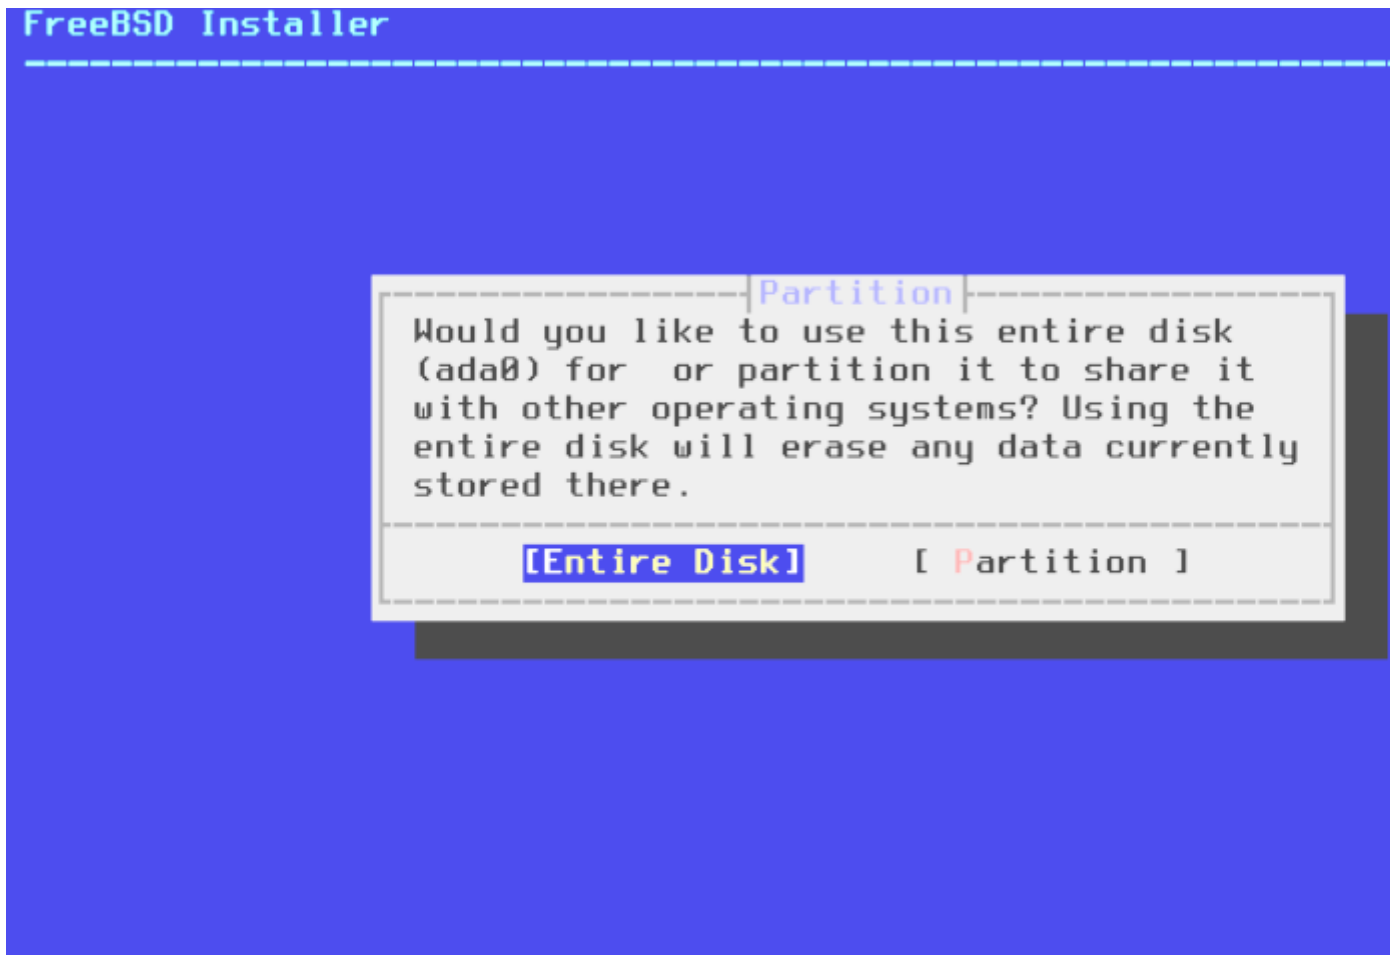 FreeBSD Installer
Partition
Would you like to use this entire disk
(ada0) for  or partition it to share it
with other operating systems? Using the
entire disk will erase any data currently
stored there.
[Entire Disk] [ Partition ]